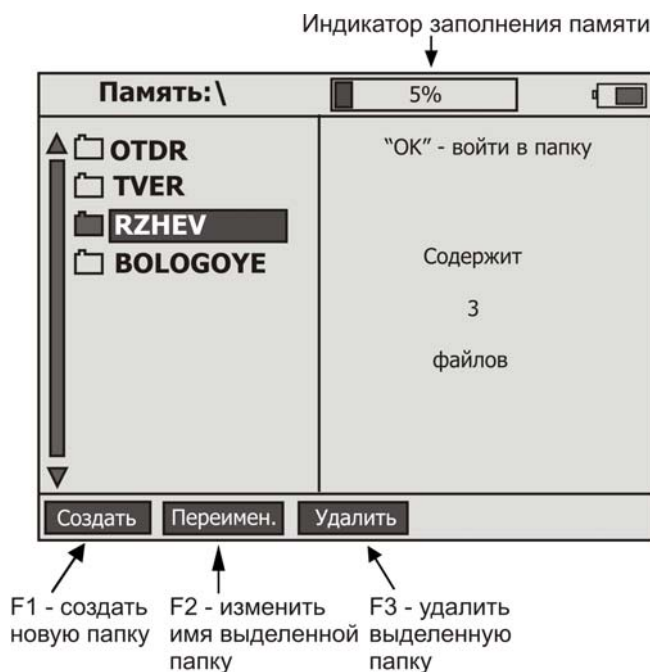 Индикатор заполнения памяти
Память:\
5%
OTDR
TVER
RZHEV
BOLOGOYE
"OK" - войти в папку
Содержит
3
файлов
Создать
Переимен.
Удалить
F1 - создать
новую папку
F2 - изменить
имя выделенной
папку
F3 - удалить
выделенную
папку